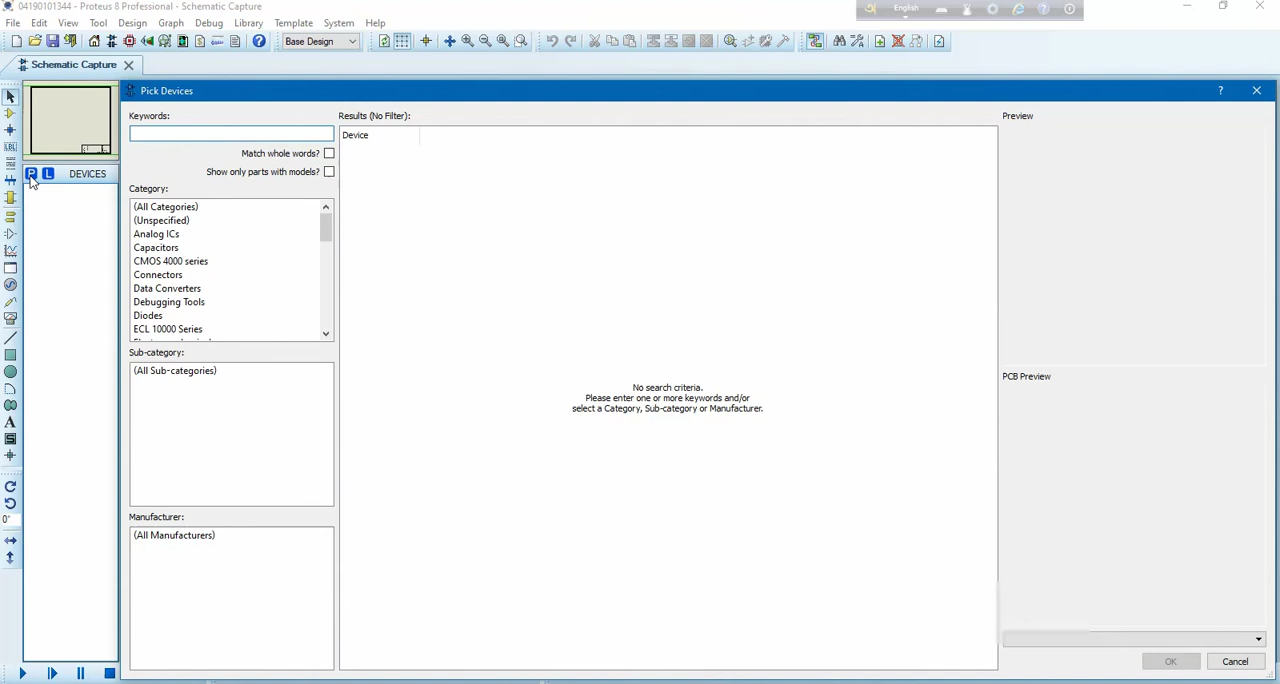 04190101344 - Proteus 8 Professional - Schematic Capture
English
File Edit View Tool Design Graph Debug Library Template System Help
Base Design
Schematic Capture
Pick Devices
Keywords:
Results (No Filter):
Preview
Device
Match whole words?
Show only parts with models?
P L DEVICES
Category:
(All Categories)
(Unspecified)
Analog ICs
Capacitors
CMOS 4000 series
Connectors
Data Converters
Debugging Tools
Diodes
ECL 10000 Series
Sub-category:
(All Sub-categories)
No search criteria.
Please enter one or more keywords and/or
select a Category, Sub-category or Manufacturer.
PCB Preview
Manufacturer:
(All Manufacturers)
0°
OK Cancel